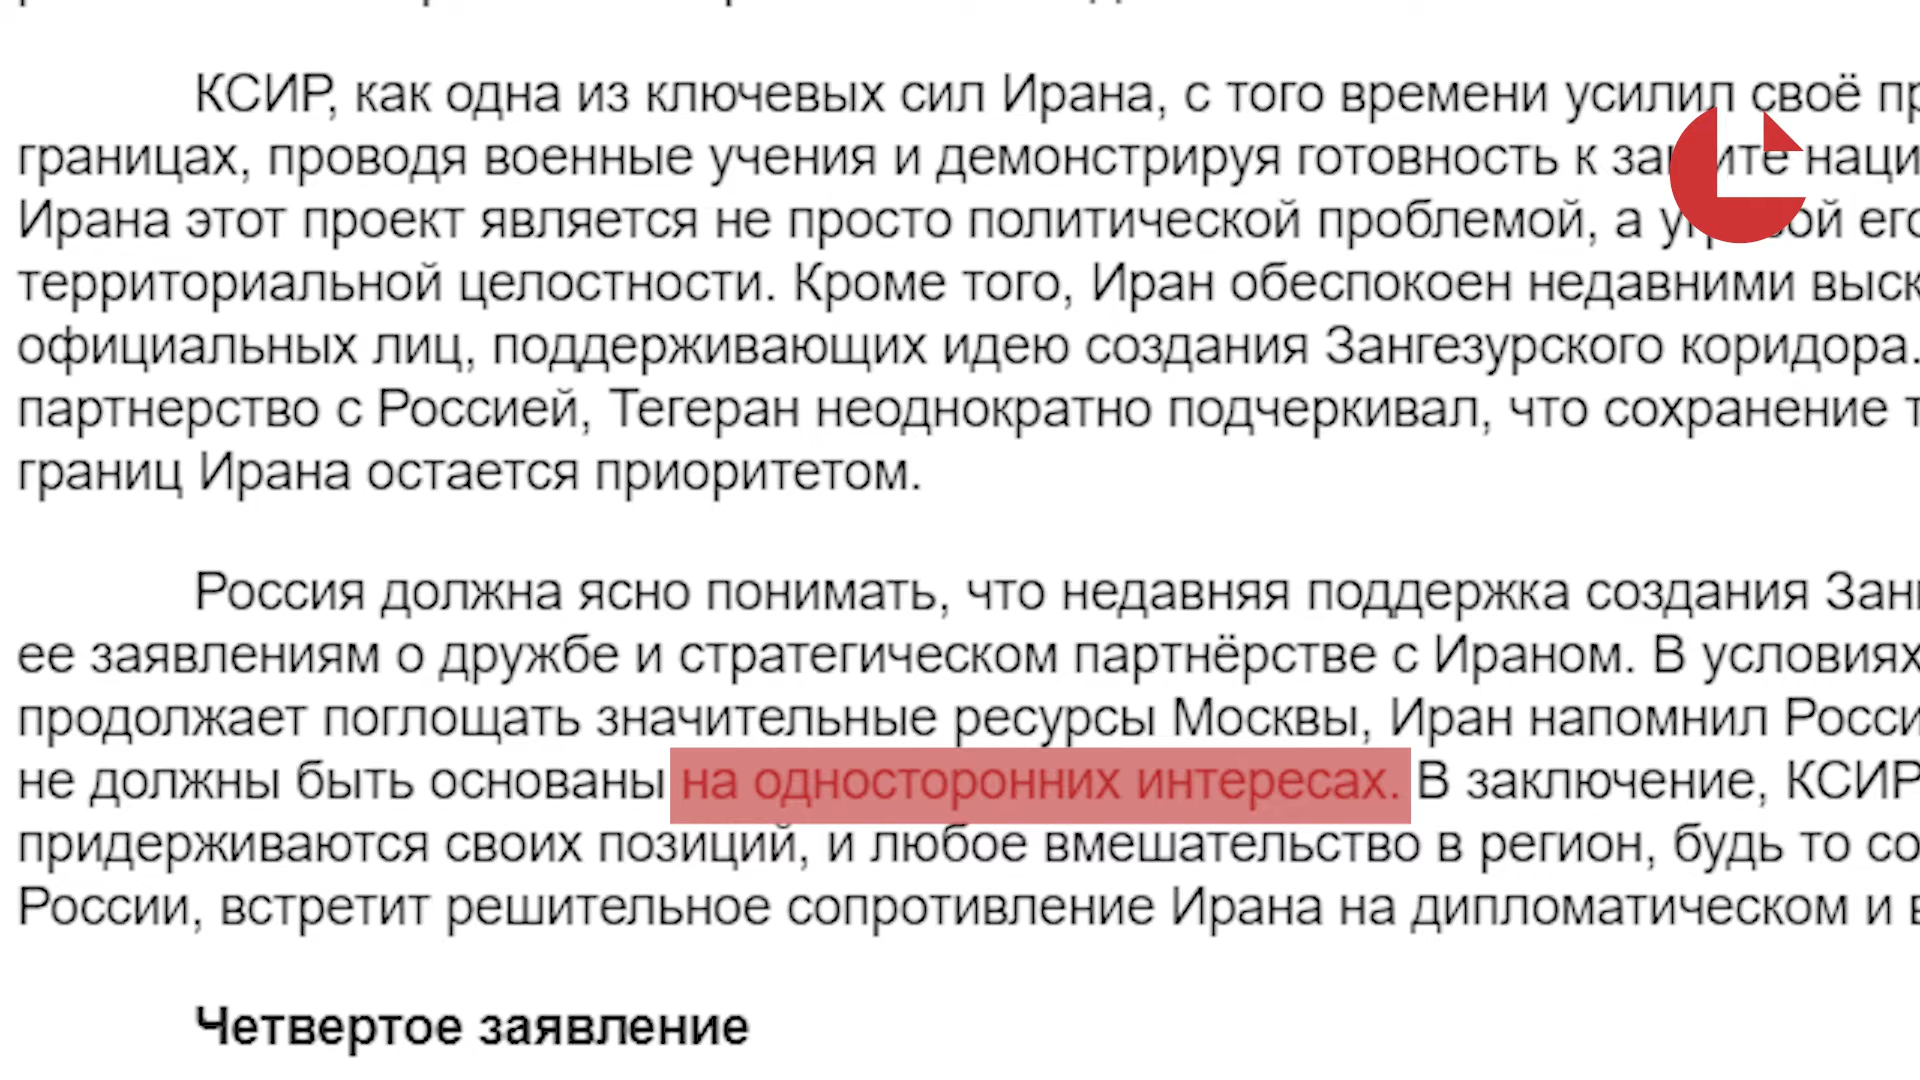 КСИР, как одна из ключевых сил Ирана, с того времени усилил своё
границах, проводя военные учения и демонстрируя готовность к
Ирана этот проект является не просто политической проблемой, а
территориальной целостности. Кроме того, Иран обеспокоен недавними
официальных лиц, поддерживающих идею создания Зангезурского коридора.
партнерство с Россией, Тегеран неоднократно подчеркивал, что сохранение
границ Ирана остается приоритетом.
Россия должна ясно понимать, что недавняя поддержка создания
ее заявлениям о дружбе и стратегическом партнёрстве с Ираном. В условиях
продолжает поглощать значительные ресурсы Москвы, Иран напомнил
не должны быть основаны на односторонних интересах. В заключение, КСИР
придерживаются своих позиций, и любое вмешательство в регион, будь то
России, встретит решительное сопротивление Ирана на дипломатическом и
Четвертое заявление